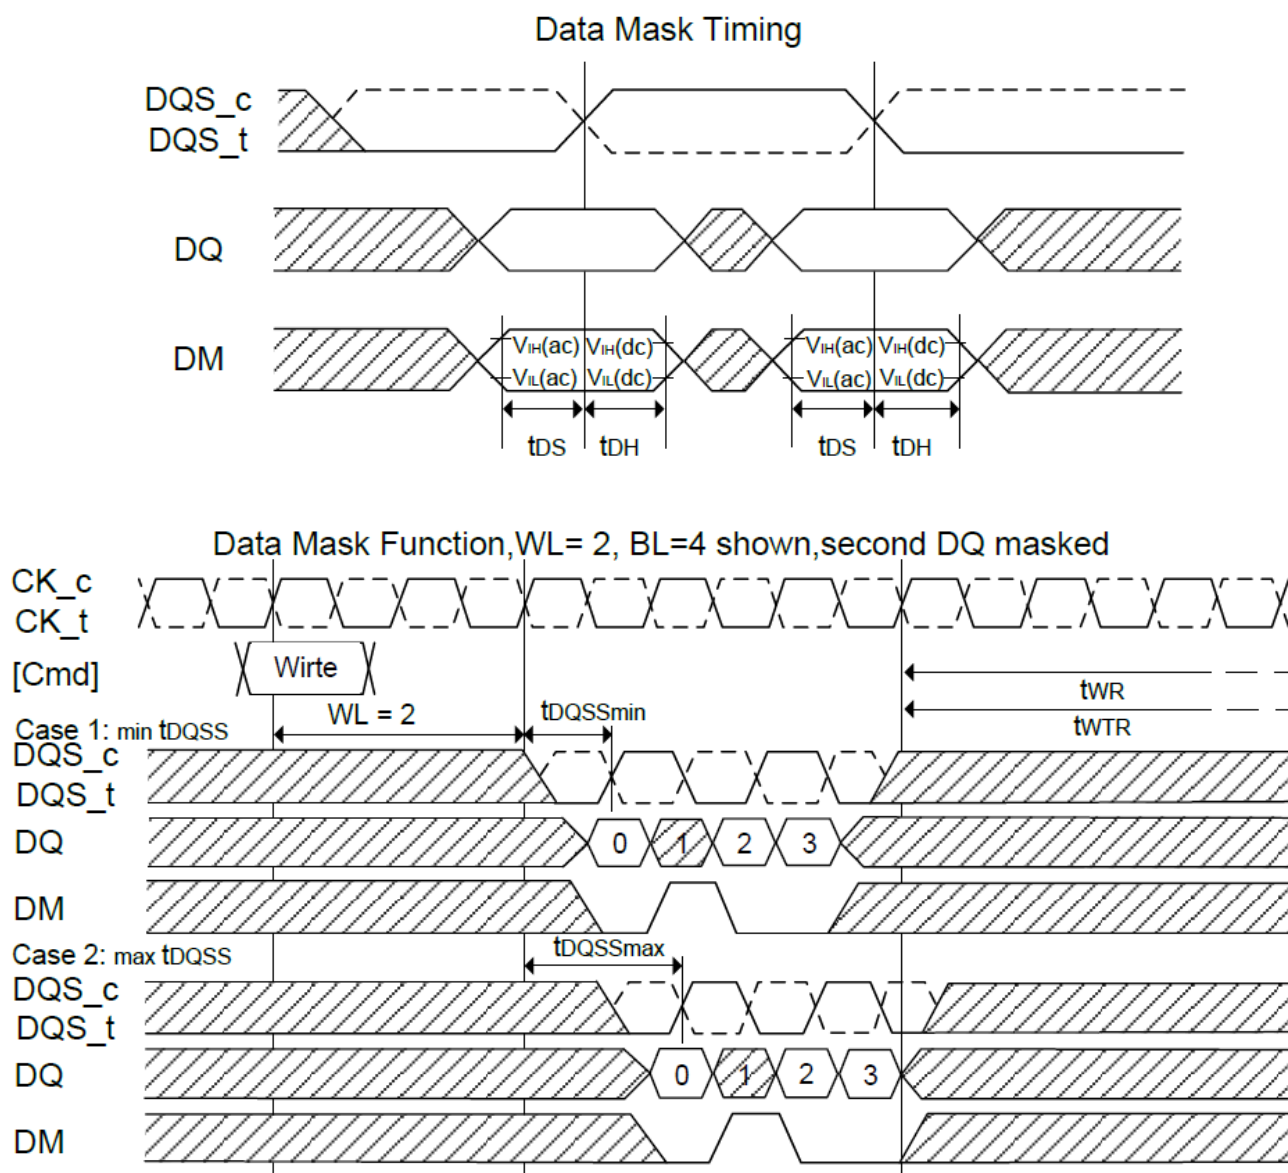 Data Mask Timing
DQS_c
DQS_t
DQ
DM
VIH(ac) VIH(dc) VIH(ac) VIH(dc)
VIL(ac) VIL(dc) VIL(ac) VIL(dc)
tDS tDH tDS tDH
Data Mask Function,WL= 2, BL=4 shown,second DQ masked
CK_c
CK_t
[Cmd] Wirte
tWR
WL = 2 tDQSSmin tWTR
Case 1: min tDQSS
DQS_c
DQS_t
DQ 0 1 2 3
DM
tDQSSmax
Case 2: max tDQSS
DQS_c
DQS_t
DQ 0 1 2 3
DM